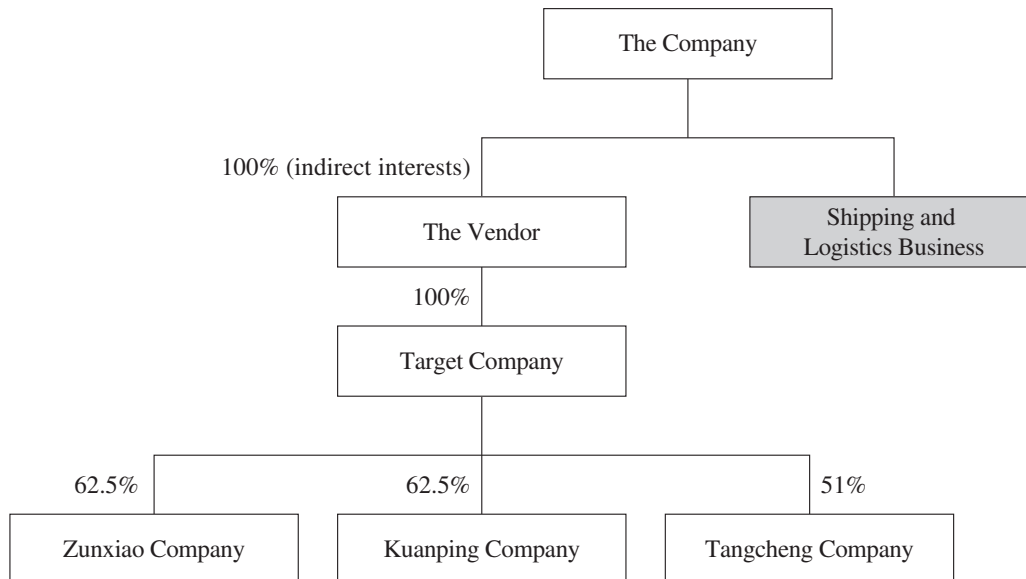 The Company
100% (indirect interests)
The Vendor
Shipping and
Logistics Business
100%
Target Company
62.5%
62.5%
51%
Zunxiao Company
Kuanping Company
Tangcheng Company